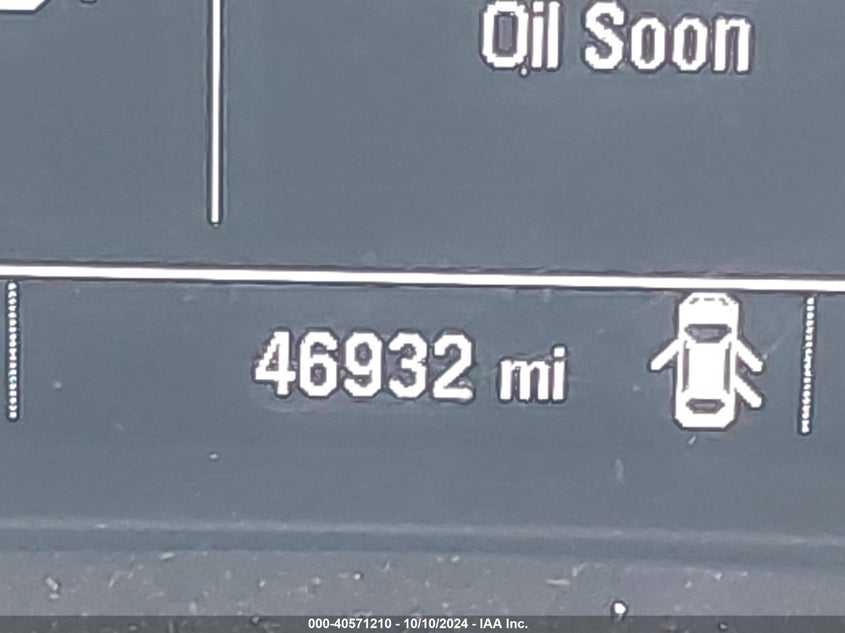 Oil Soon
46932 mi
000-40571210 - 10/10/2024 - IAA Inc.